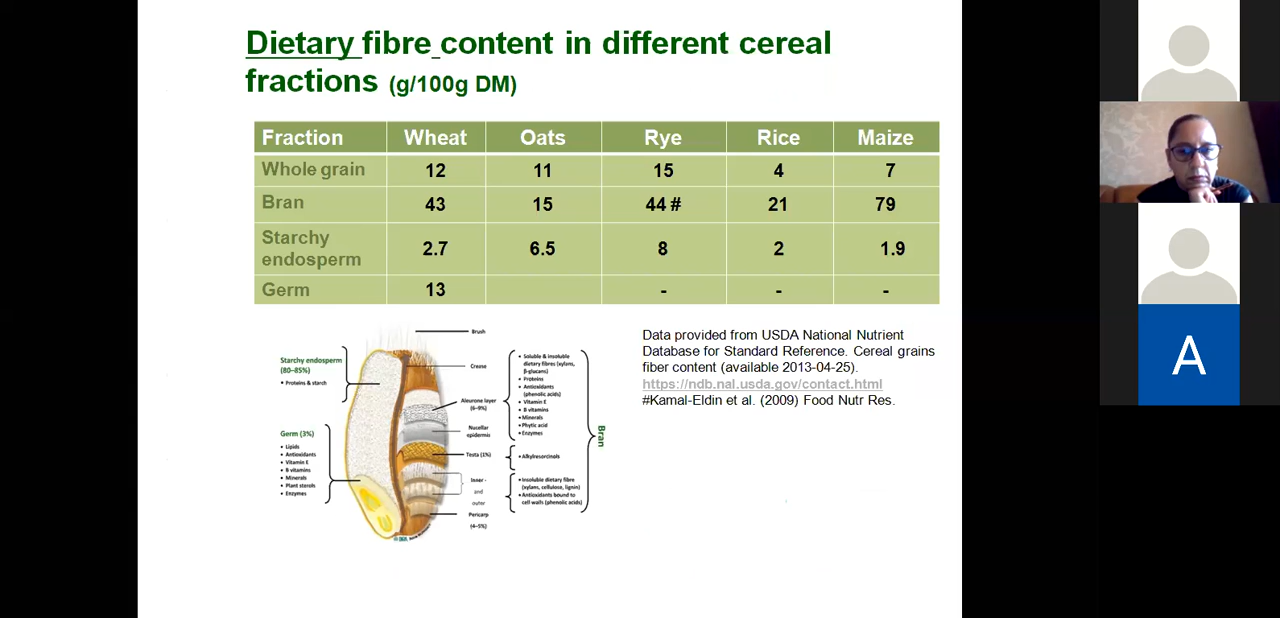 Dietary fibre content in different cereal
fractions (g/100g DM)
Fraction Wheat Oats Rye Rice Maize
Whole grain 12 11 15 4 7
Bran 43 15 44 # 21 79
Starchy endosperm 2.7 6.5 8 2 1.9
Germ 13 - - -
Data provided from USDA National Nutrient
Database for Standard Reference. Cereal grains
fiber content (available 2013-04-25).
https://ndb.nal.usda.gov/contact.html
#Kamal-Eldin et al. (2009) Food Nutr Res.
Starchy endosperm
(80-85%)
• Proteins & starch
Germ (3%)
• Lipids
• Antioxidants
• Vitamin E
• B vitamins
• Minerals
• Plant sterols
• Enzymes
Brush
Crease
Aleurone layer
(6-9%)
Nucellar
epidermis
Testa (1%)
Inner -
and
outer
Pericarp
(4-5%)
• Soluble & insoluble
dietary fibres (xylans,
β-glucans)
• Proteins
• Antioxidants
(phenolic acids)
• Vitamin E
• B vitamins
• Minerals
• Phytic acid
• Enzymes
• Alkylresorcinols
• Insoluble dietary fibre
(xylans, cellulose, lignin)
• Antioxidants bound to
cell walls (phenolic acids)
Bran
A